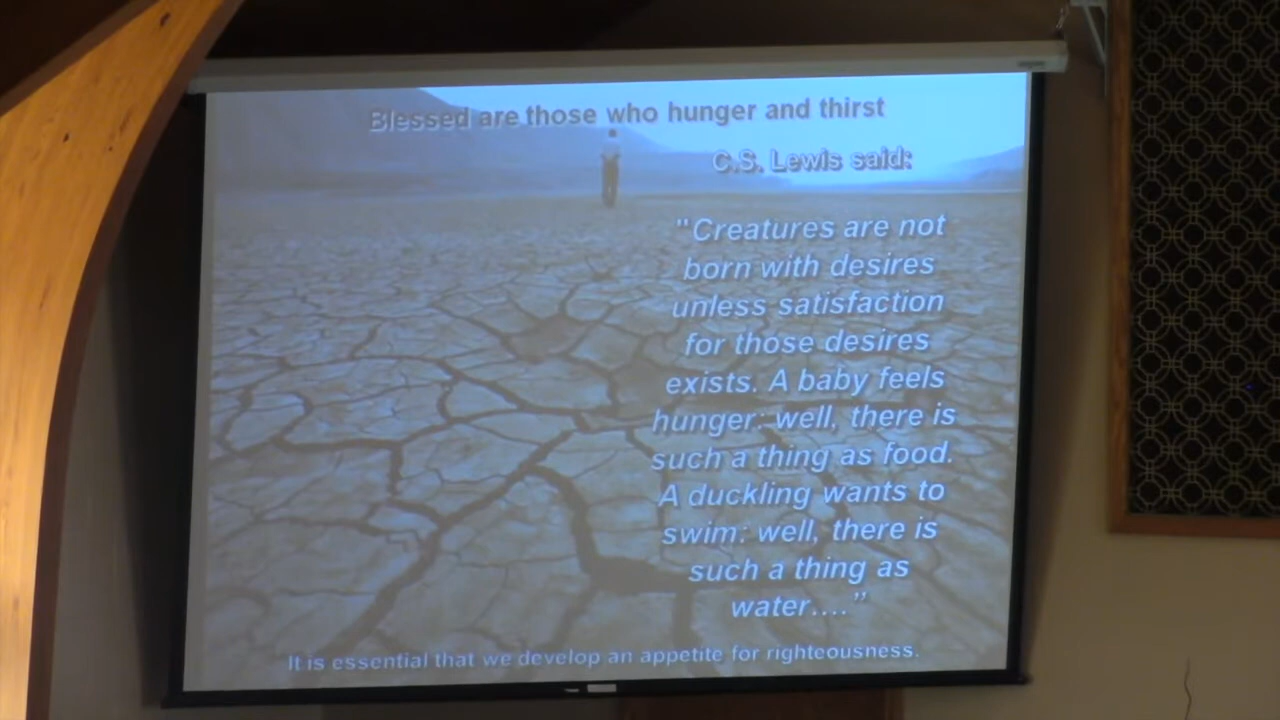 Blessed are those who hunger and thirst
C.S. Lewis said:
"Creatures are not
born with desires
unless satisfaction
for those desires
exists. A baby feels
hunger: well, there is
such a thing as food.
A duckling wants to
swim: well, there is
such a thing as
water…."
It is essential that we develop an appetite for righteousness.